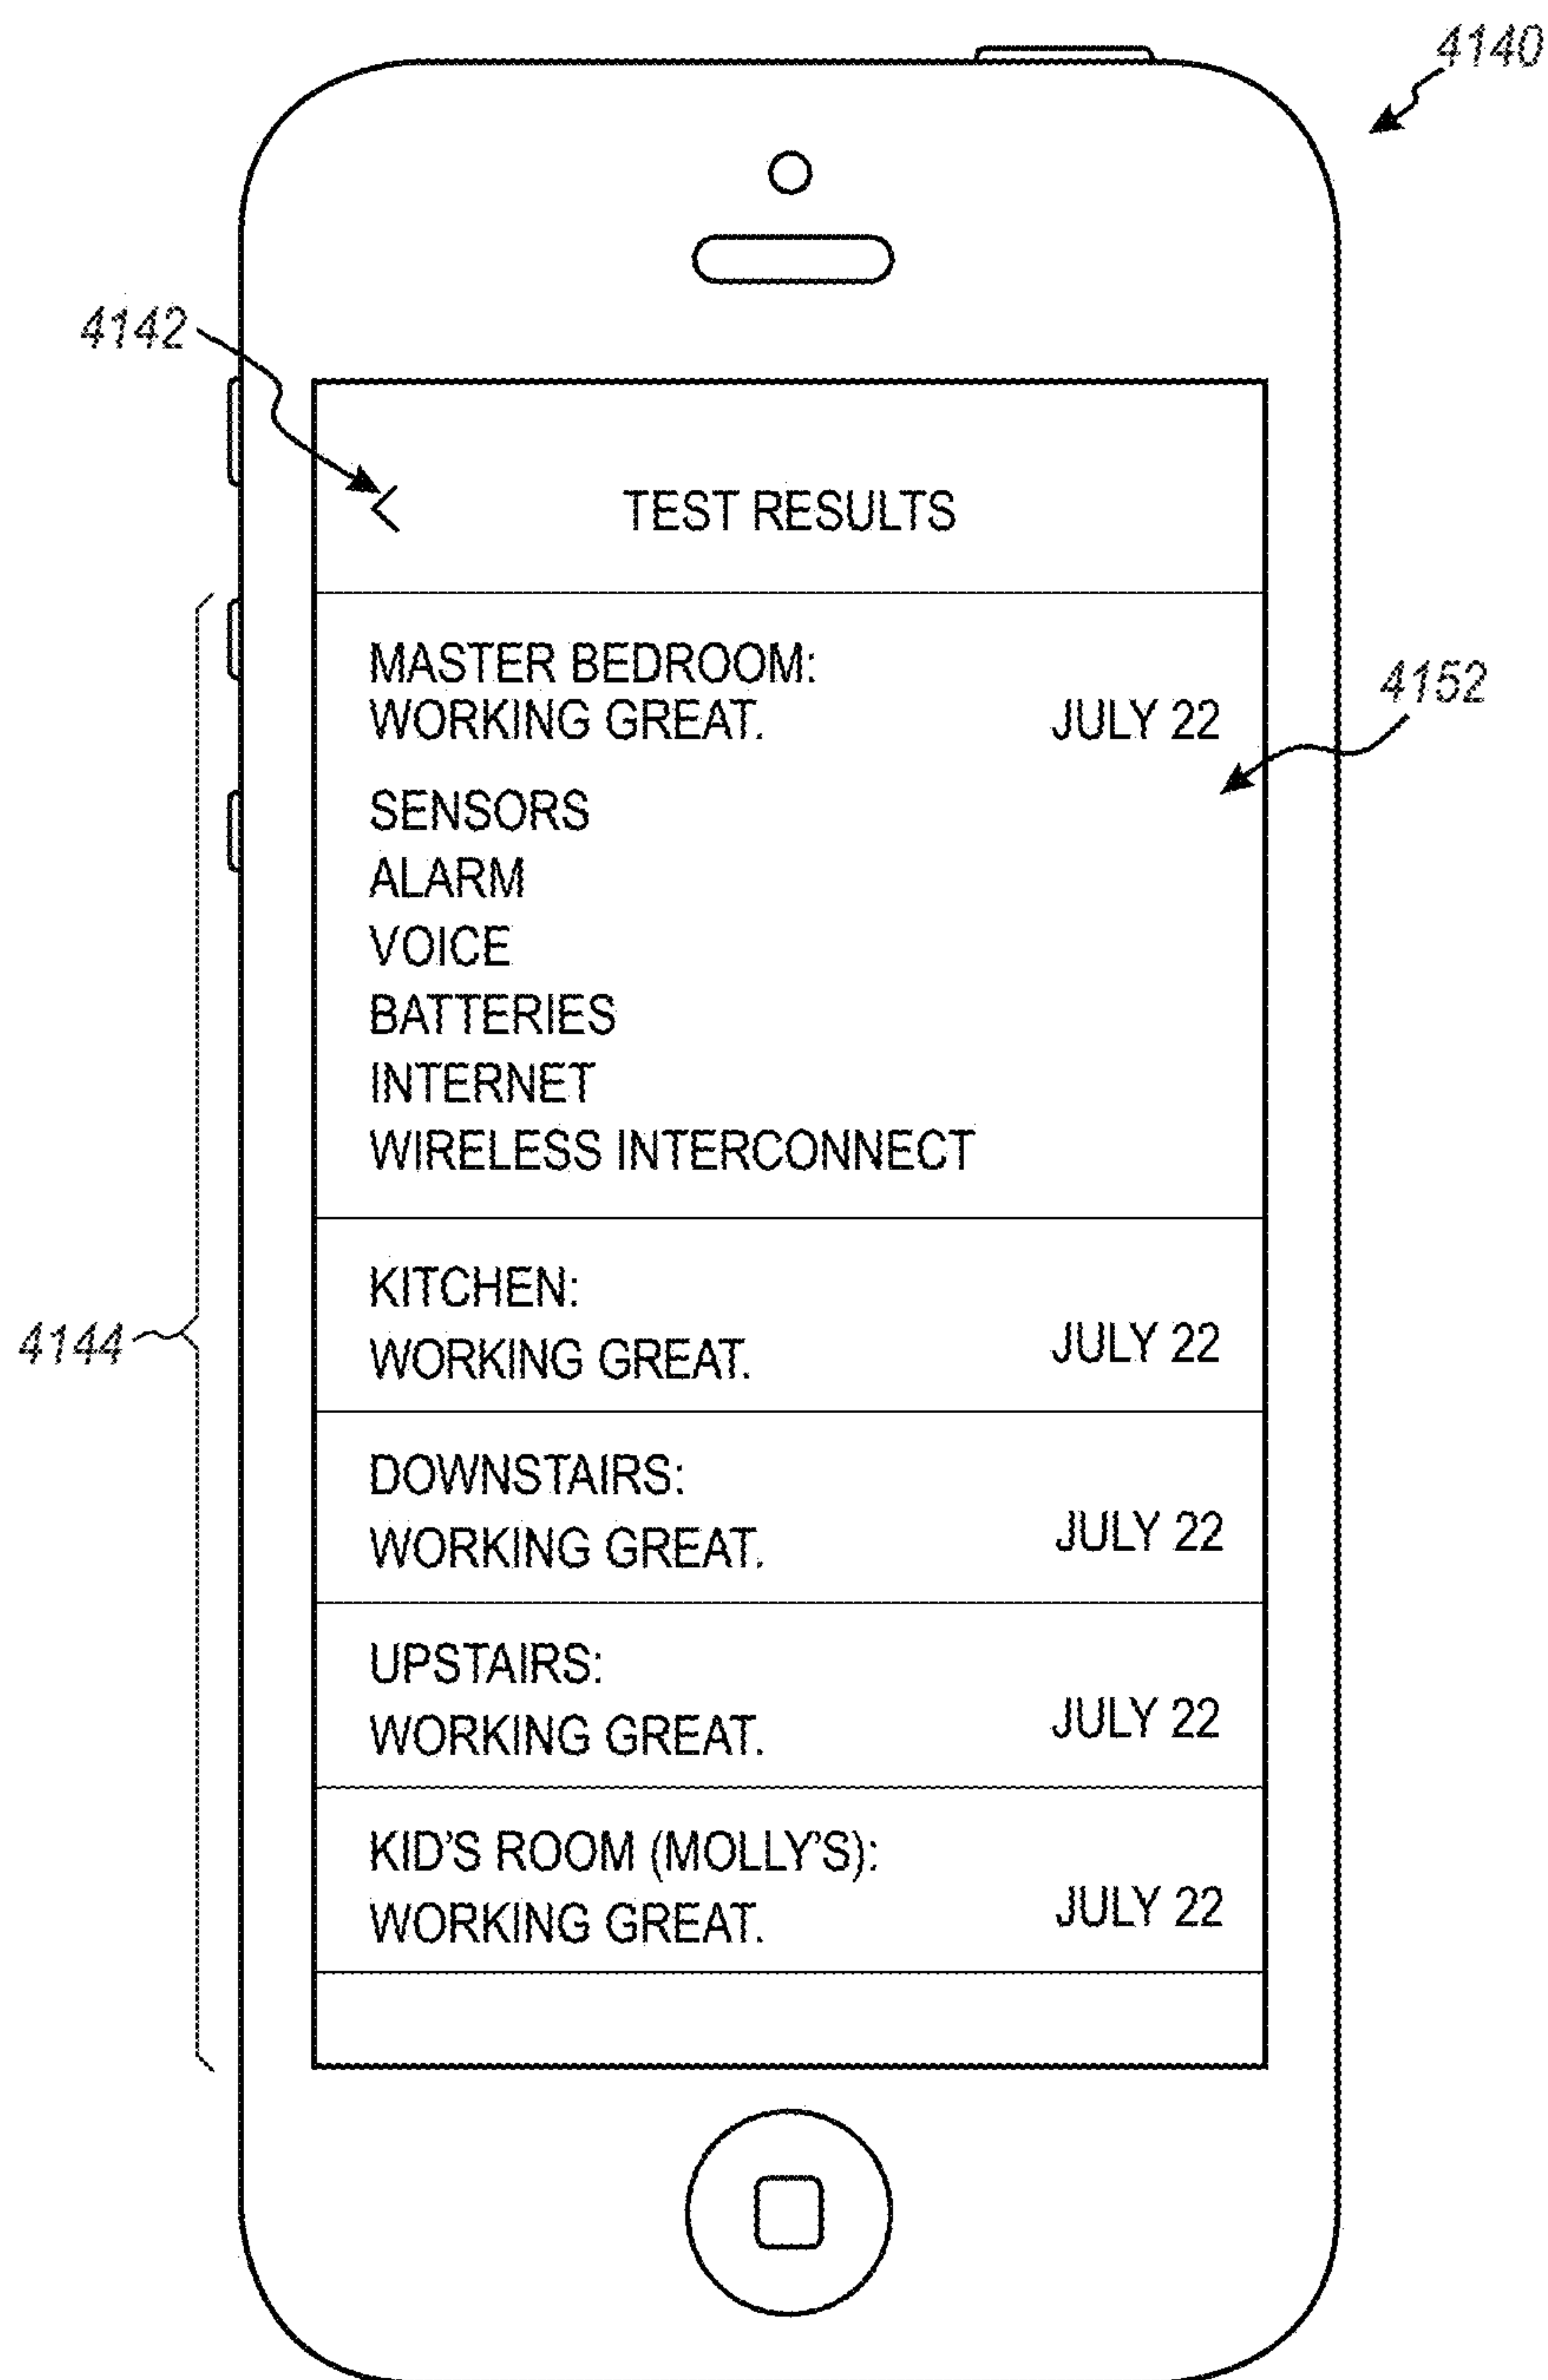 4140
4142
<
TEST RESULTS
MASTER BEDROOM:
WORKING GREAT.
JULY 22
4152
SENSORS
ALARM
VOICE
BATTERIES
INTERNET
WIRELESS INTERCONNECT
4144
KITCHEN:
WORKING GREAT.
JULY 22
DOWNSTAIRS:
WORKING GREAT.
JULY 22
UPSTAIRS:
WORKING GREAT.
JULY 22
KID'S ROOM (MOLLY'S):
WORKING GREAT.
JULY 22